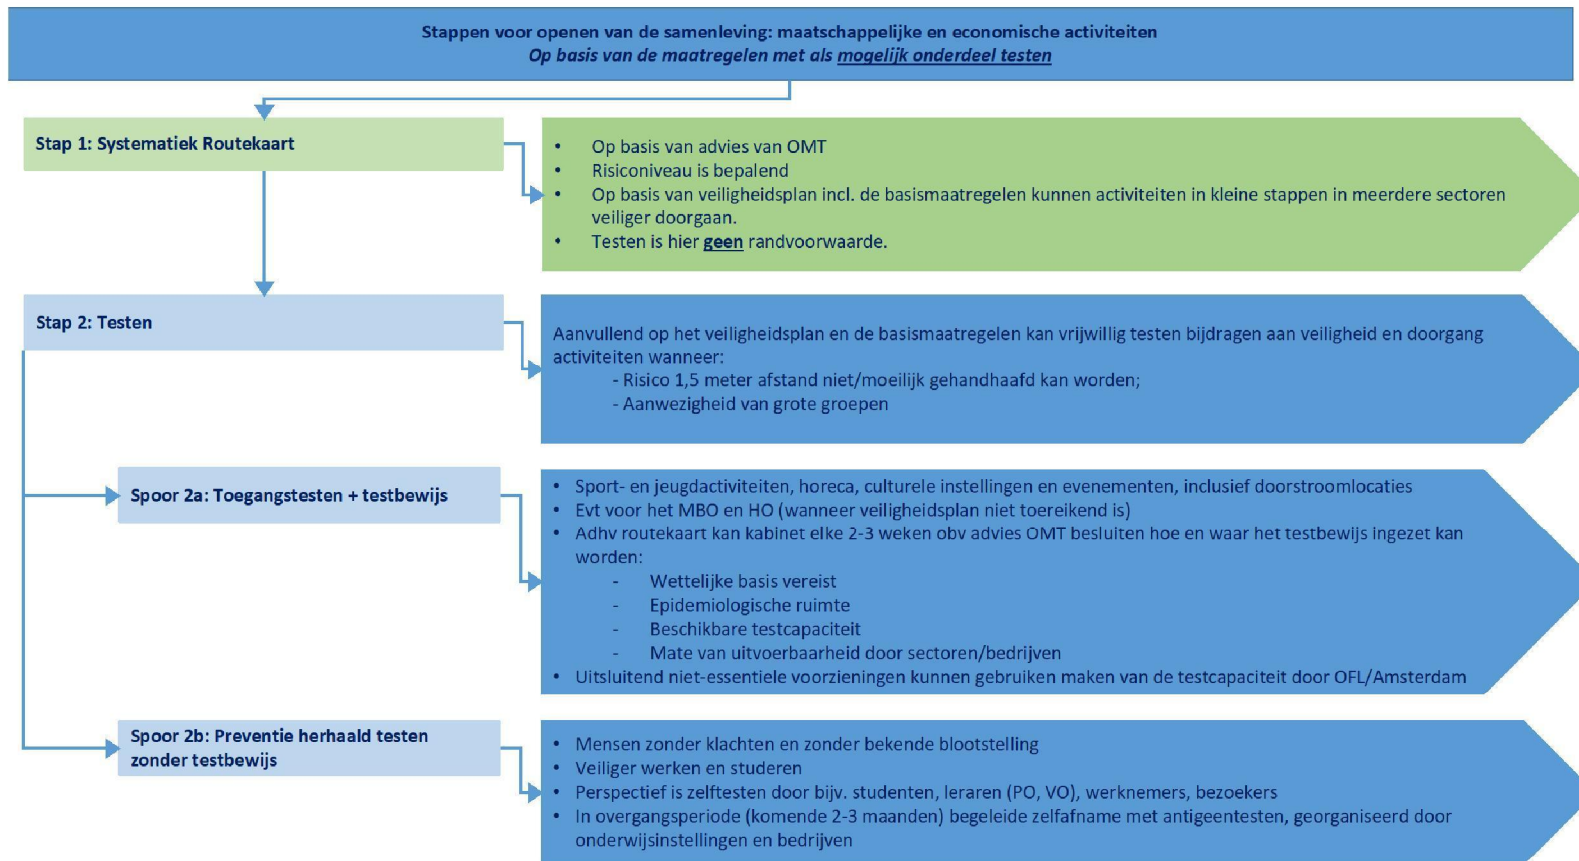 Stappen voor openen van de samenleving: maatschappelijke en economische activiteiten
Op basis van de maatregelen met als mogelijk onderdeel testen
Stap 1: Systematiek Routekaart
• Op basis van advies van OMT
• Risiconiveau is bepalend
• Op basis van veiligheidsplan incl. de basismaatregelen kunnen activiteiten in kleine stappen in meerdere sectoren
veiliger doorgaan.
• Testen is hier geen randvoorwaarde.
Stap 2: Testen
Aanvullend op het veiligheidsplan en de basismaatregelen kan vrijwillig testen bijdragen aan veiligheid en doorgang
activiteiten wanneer:
- Risico 1,5 meter afstand niet/moeilijk gehandhaafd kan worden;
- Aanwezigheid van grote groepen
Spoor 2a: Toegangstesten + testbewijs
• Sport- en jeugdactiviteiten, horeca, culturele instellingen en evenementen, inclusief doorstroomlocaties
• Evt voor het MBO en HO (wanneer veiligheidsplan niet toereikend is)
• Adhv routekaart kan kabinet elke 2-3 weken obv advies OMT besluiten hoe en waar het testbewijs ingezet kan
worden:
- Wettelijke basis vereist
- Epidemiologische ruimte
- Beschikbare testcapaciteit
- Mate van uitvoerbaarheid door sectoren/bedrijven
• Uitsluitend niet-essentiele voorzieningen kunnen gebruiken maken van de testcapaciteit door OFL/Amsterdam
Spoor 2b: Preventie herhaald testen
zonder testbewijs
• Mensen zonder klachten en zonder bekende blootstelling
• Veiliger werken en studeren
• Perspectief is zelftesten door bijv. studenten, leraren (PO, VO), werknemers, bezoekers
• In overgangsperiode (komende 2-3 maanden) begeleide zelfafname met antigeentesten, georganiseerd door
onderwijsinstellingen en bedrijven